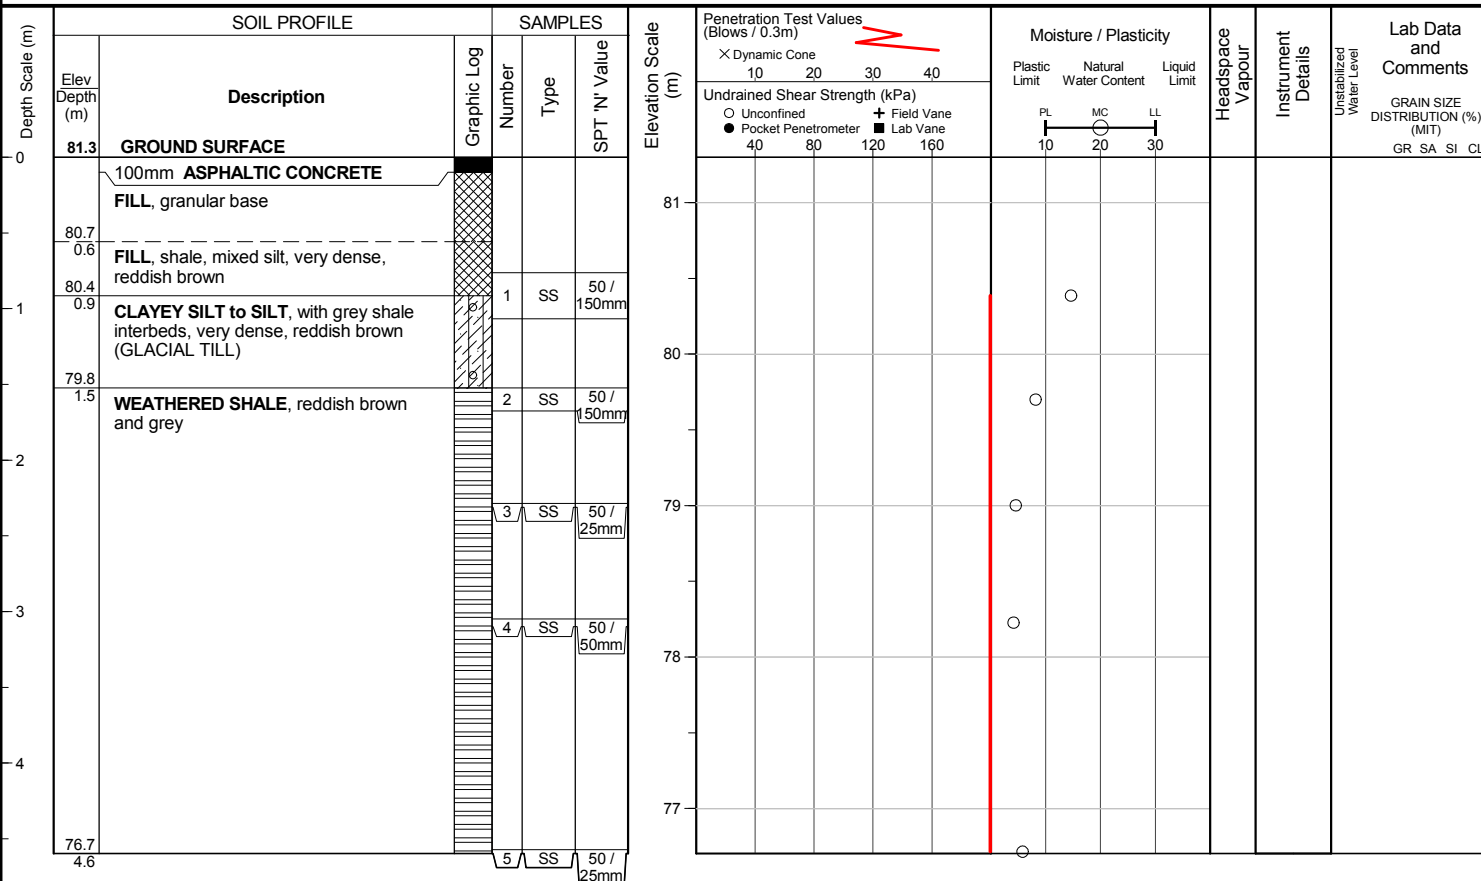 SOIL PROFILE
SAMPLES
Depth Scale (m)
Elev
Depth
(m)
Description
Graphic Log
Number
Type
SPT 'N' Value
Elevation Scale
(m)
Penetration Test Values
(Blows / 0.3m)
Dynamic Cone
10 20 30 40
Undrained Shear Strength (kPa)
Unconfined
Field Vane
Pocket Penetrometer
Lab Vane
40 80 120 160
Moisture / Plasticity
Plastic
Limit
Natural
Water Content
Liquid
Limit
PL MC LL
10 20 30
Headspace
Vapour
Instrument
Details
Unstabilized
Water Level
Lab Data
and
Comments
GRAIN SIZE
DISTRIBUTION (%)
(MIT)
GR SA SI CL
81.3 GROUND SURFACE
0
100mm ASPHALTIC CONCRETE
FILL, granular base
81
80.7
0.6
FILL, shale, mixed silt, very dense,
reddish brown
80.4
0.9
1 SS 50 /
150mm
1
CLAYEY SILT to SILT, with grey shale
interbeds, very dense, reddish brown
(GLACIAL TILL)
80
79.8
1.5
WEATHERED SHALE, reddish brown
and grey
2 SS 50 /
150mm
2
79
3 SS 50 /
25mm
3
4 SS 50 /
50mm
78
4
77
76.7
4.6
5 SS 50 /
25mm